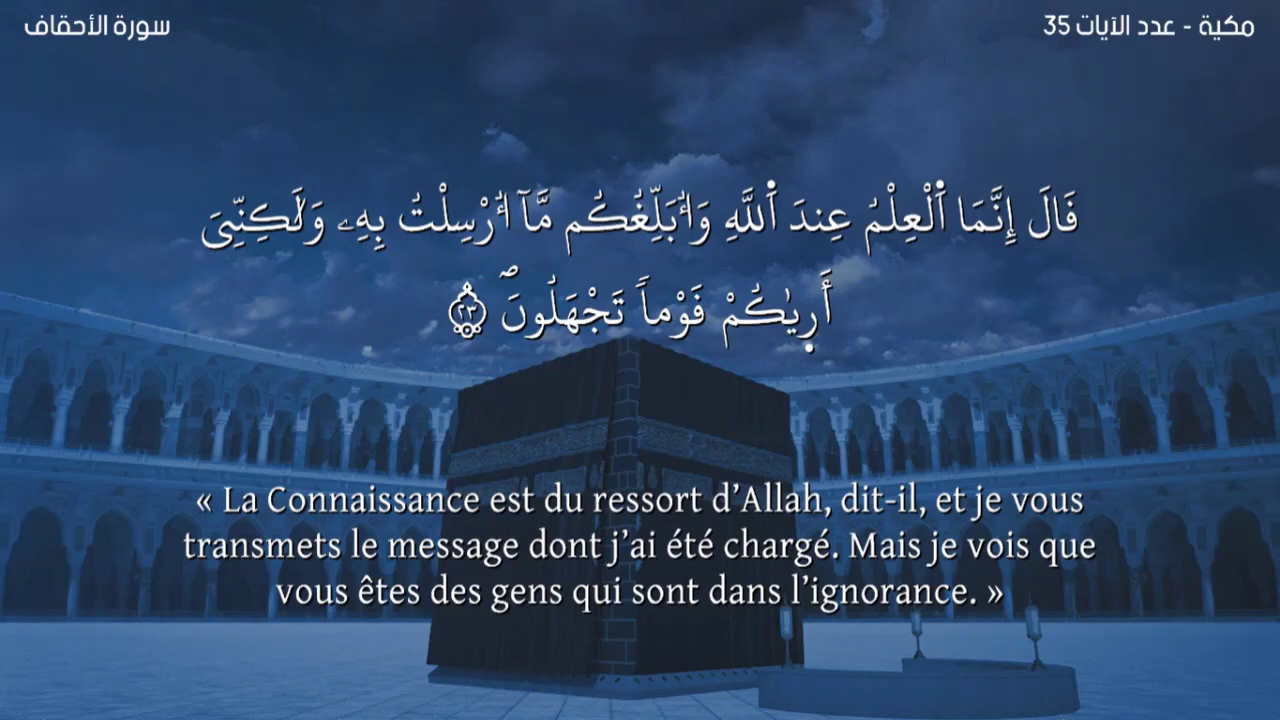 سورة الأحقاف
مكية - عدد الآيات 35
قَالَ إِنَّمَا اَ۬لْعِلْمُ عِندَ اَ۬للَّهِ وَأُبَلِّغُكُم مَّآ أُرْسِلْتُ بِهِۦ وَلَٰكِنِّىَ
أَر۪يٰكُمْ قَوْماً تَجْهَلُونَۖ ۝٢٣
« La Connaissance est du ressort d’Allah, dit-il, et je vous
transmets le message dont j’ai été chargé. Mais je vois que
vous êtes des gens qui sont dans l’ignorance. »